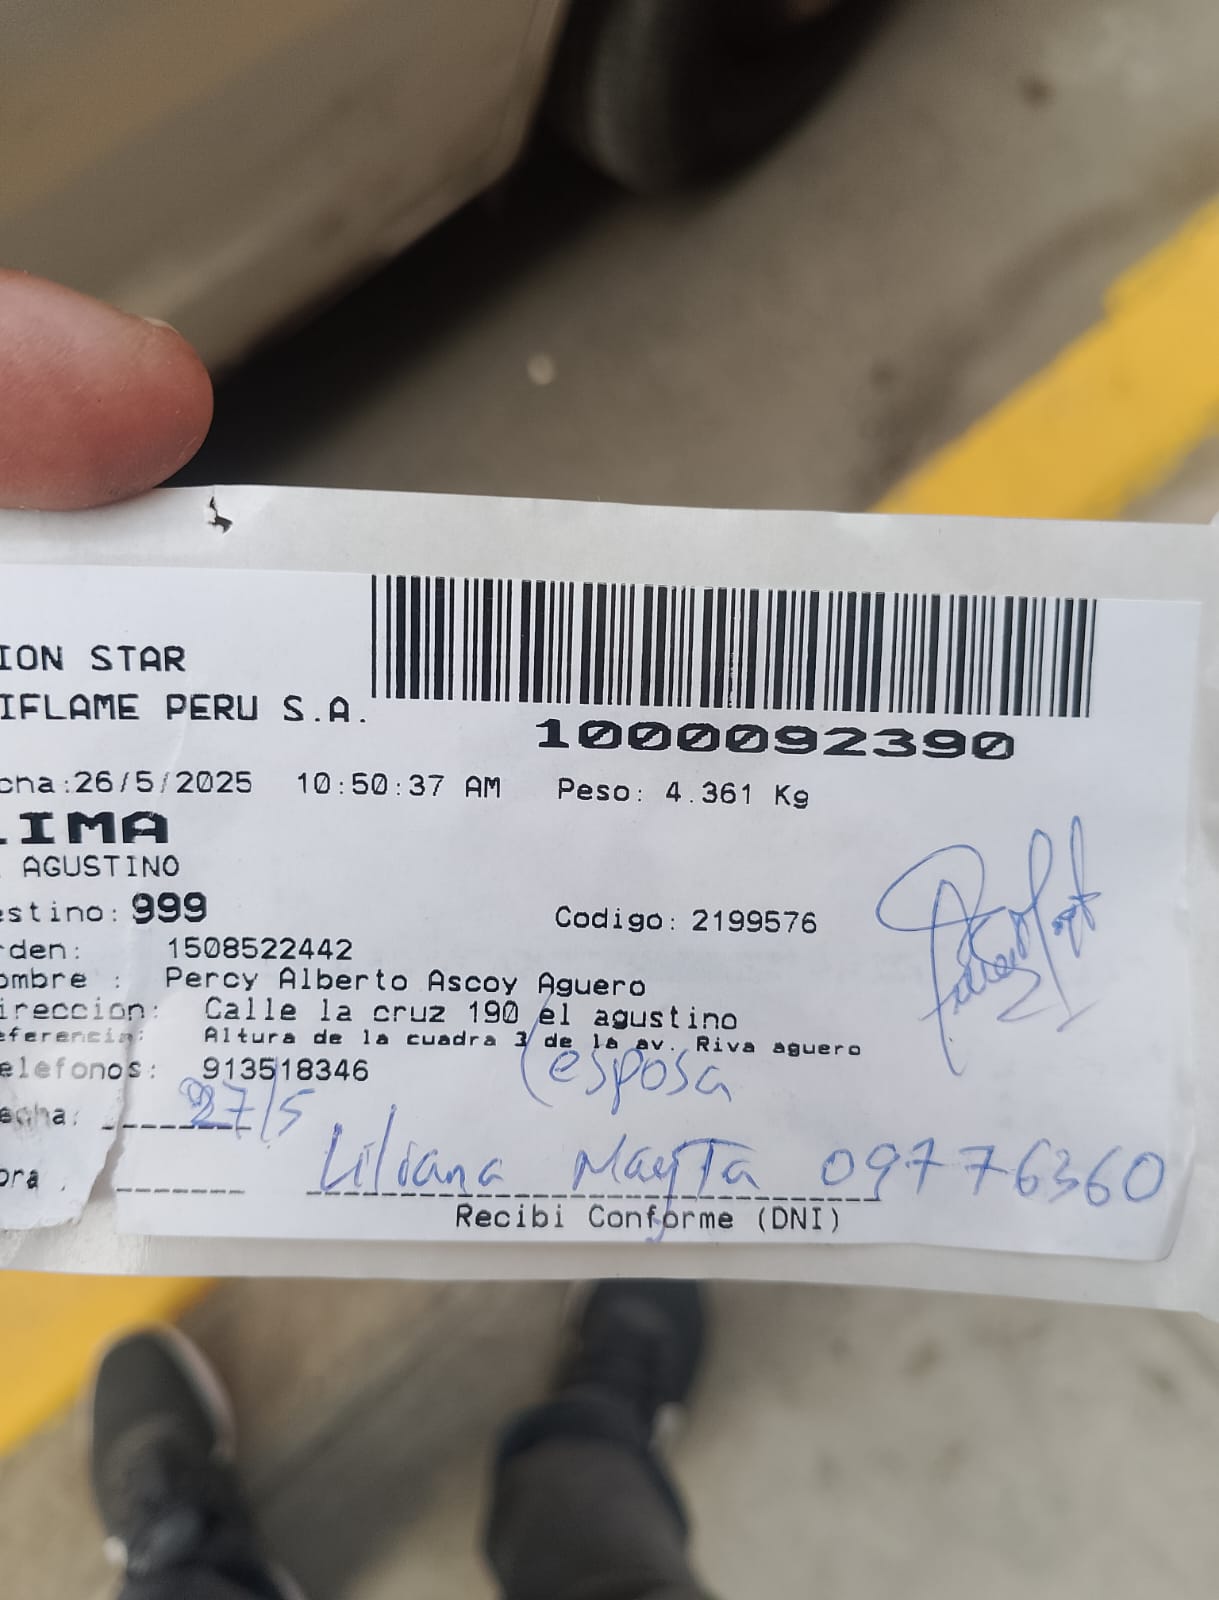 ION STAR
IFLAME PERU S.A.
1000092390
cha:26/5/2025 10:50:37 AM Peso: 4.361 Kg
LIMA
AGUSTINO
estino: 999 Codigo: 2199576
rden: 1508522442
ombre : Percy Alberto Ascoy Aguero
ireccion: Calle la cruz 190 el agustino
eferencia: Altura de la cuadra 3 de la av. Riva aguero
elefonos: 913518346
(esposa
echa: 27/5
Liliana Mayta 09776360
ora :
Recibi Conforme (DNI)